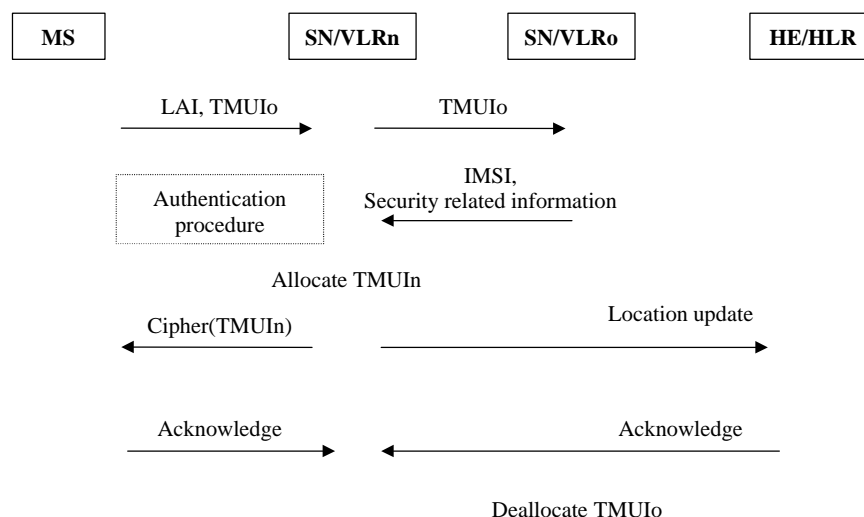 MS
SN/VLRn
SN/VLRo
HE/HLR
LAI, TMUIo
TMUIo
IMSI,
Security related information
Authentication
procedure
Allocate TMUIn
Cipher(TMUIn)
Location update
Acknowledge
Acknowledge
Deallocate TMUIo